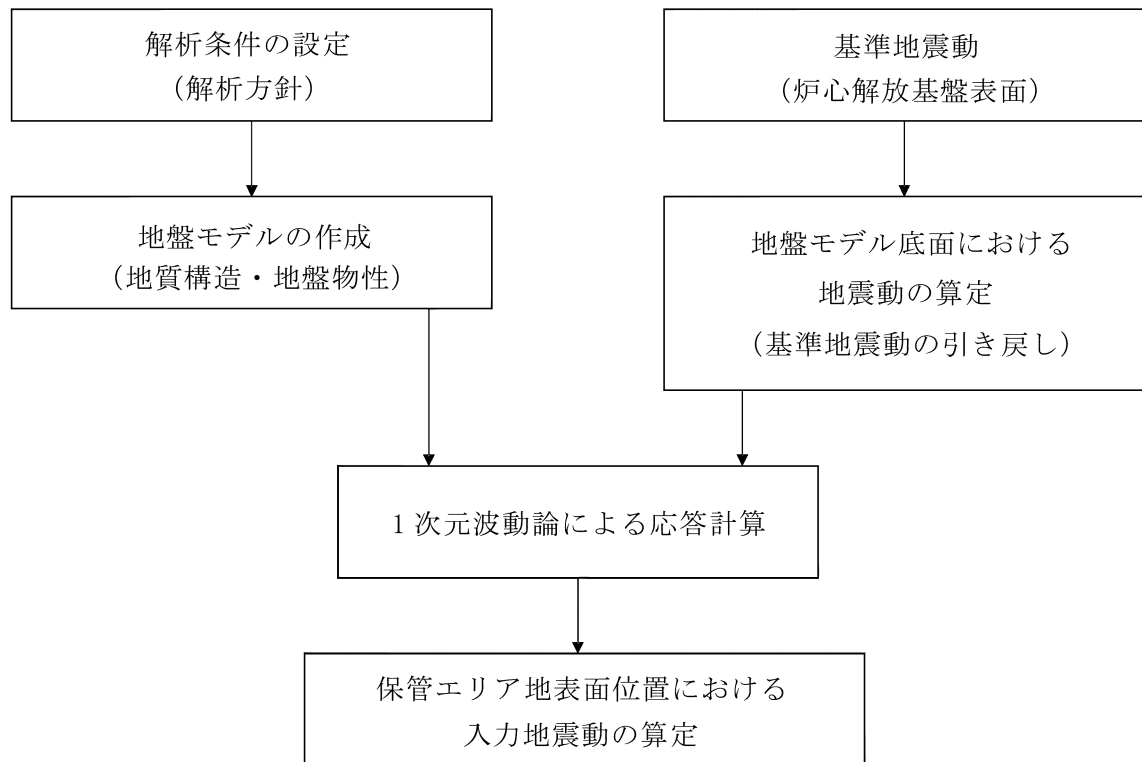 解析条件の設定
(解析方針)
基準地震動
(炉心解放基盤表面)
地盤モデルの作成
(地質構造・地盤物性)
地盤モデル底面における
地震動の算定
(基準地震動の引き戻し)
1次元波動論による応答計算
保管エリア地表面位置における
入力地震動の算定